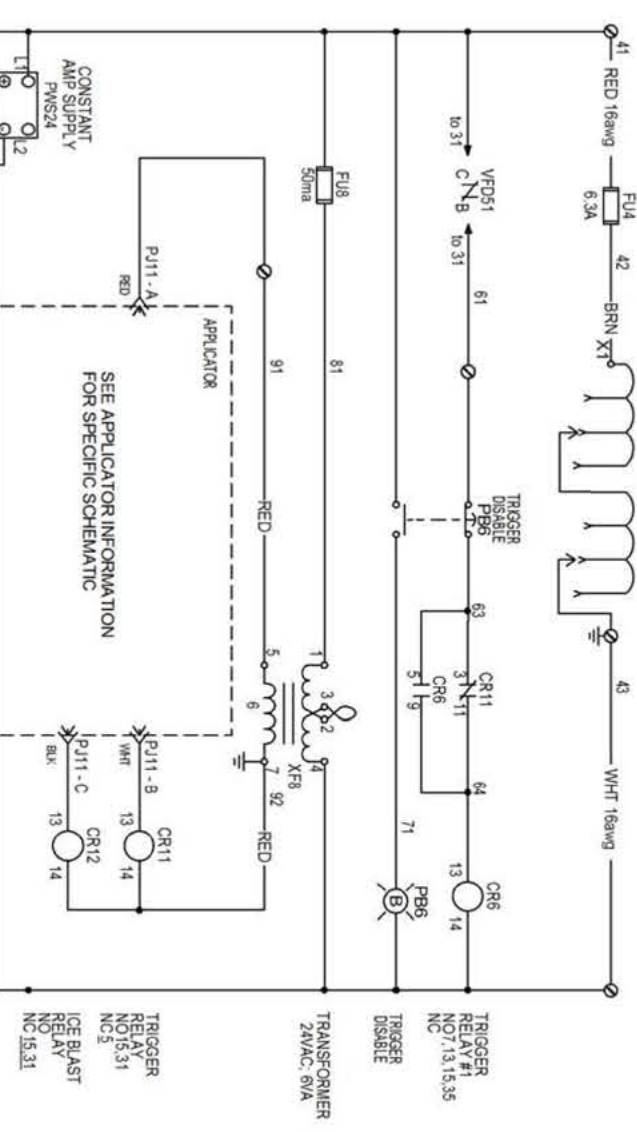 41 RED 16awg FU4 6.3A 42 BRN X1 43 WHT 16awg
VFD51
to 31 C B to 31
61
TRIGGER
DISABLE
PB6
63
CR11
3 11
64
CR6
5 9
CR6
13 14
TRIGGER
RELAY #1
NO7,13,15,35
NC
71
PB6
B
TRIGGER
DISABLE
FU8
50ma
81
1 3 2 4
XF8
TRANSFORMER
24VAC; 6VA
91
RED
5 6 7
92
RED
APPLICATOR
PJ11 - A
RED
PJ11 - B
WHT
CR11
13 14
TRIGGER
RELAY
NO15,31
NC5
SEE APPLICATOR INFORMATION
FOR SPECIFIC SCHEMATIC
PJ11 - C
BLK
CR12
13 14
ICE BLAST
RELAY
NO
NC15,31
CONSTANT
AMP SUPPLY
PWS24
L1 L2